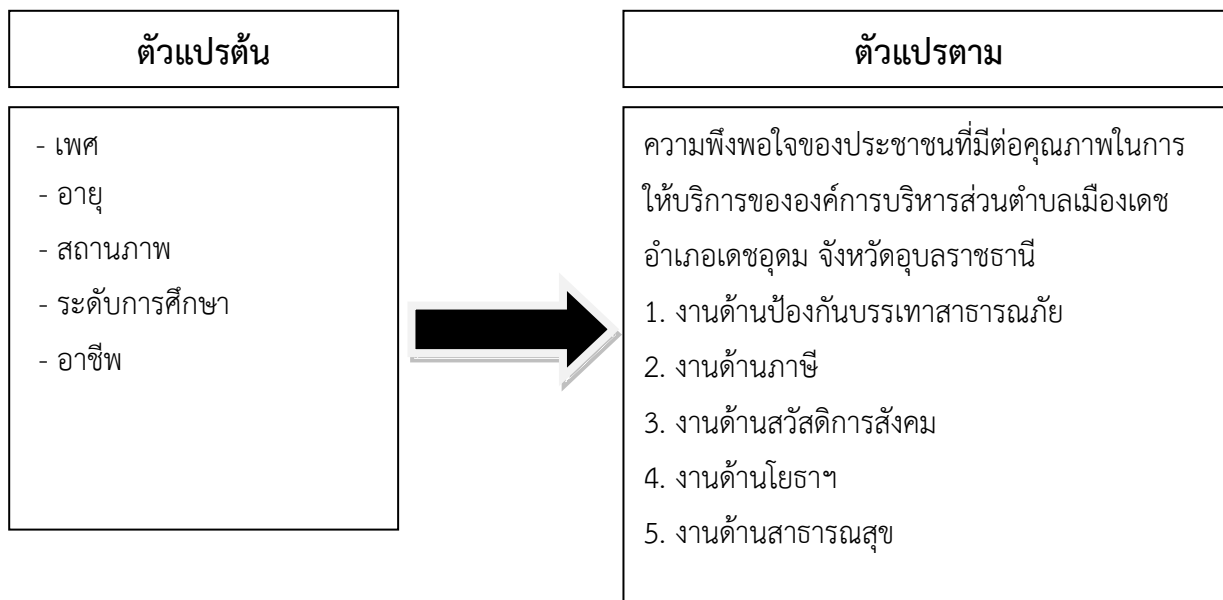 ตัวแปรต้น
- เพศ
- อายุ
- สถานภาพ
- ระดับการศึกษา
- อาชีพ
ตัวแปรตาม
ความพึงพอใจของประชาชนที่มีต่อคุณภาพในการ
ให้บริการขององค์การบริหารส่วนตำบลเมืองเดช
อำเภอเดชอุดม จังหวัดอุบลราชธานี
1. งานด้านป้องกันบรรเทาสาธารณภัย
2. งานด้านภาษี
3. งานด้านสวัสดิการสังคม
4. งานด้านโยธาฯ
5. งานด้านสาธารณสุข